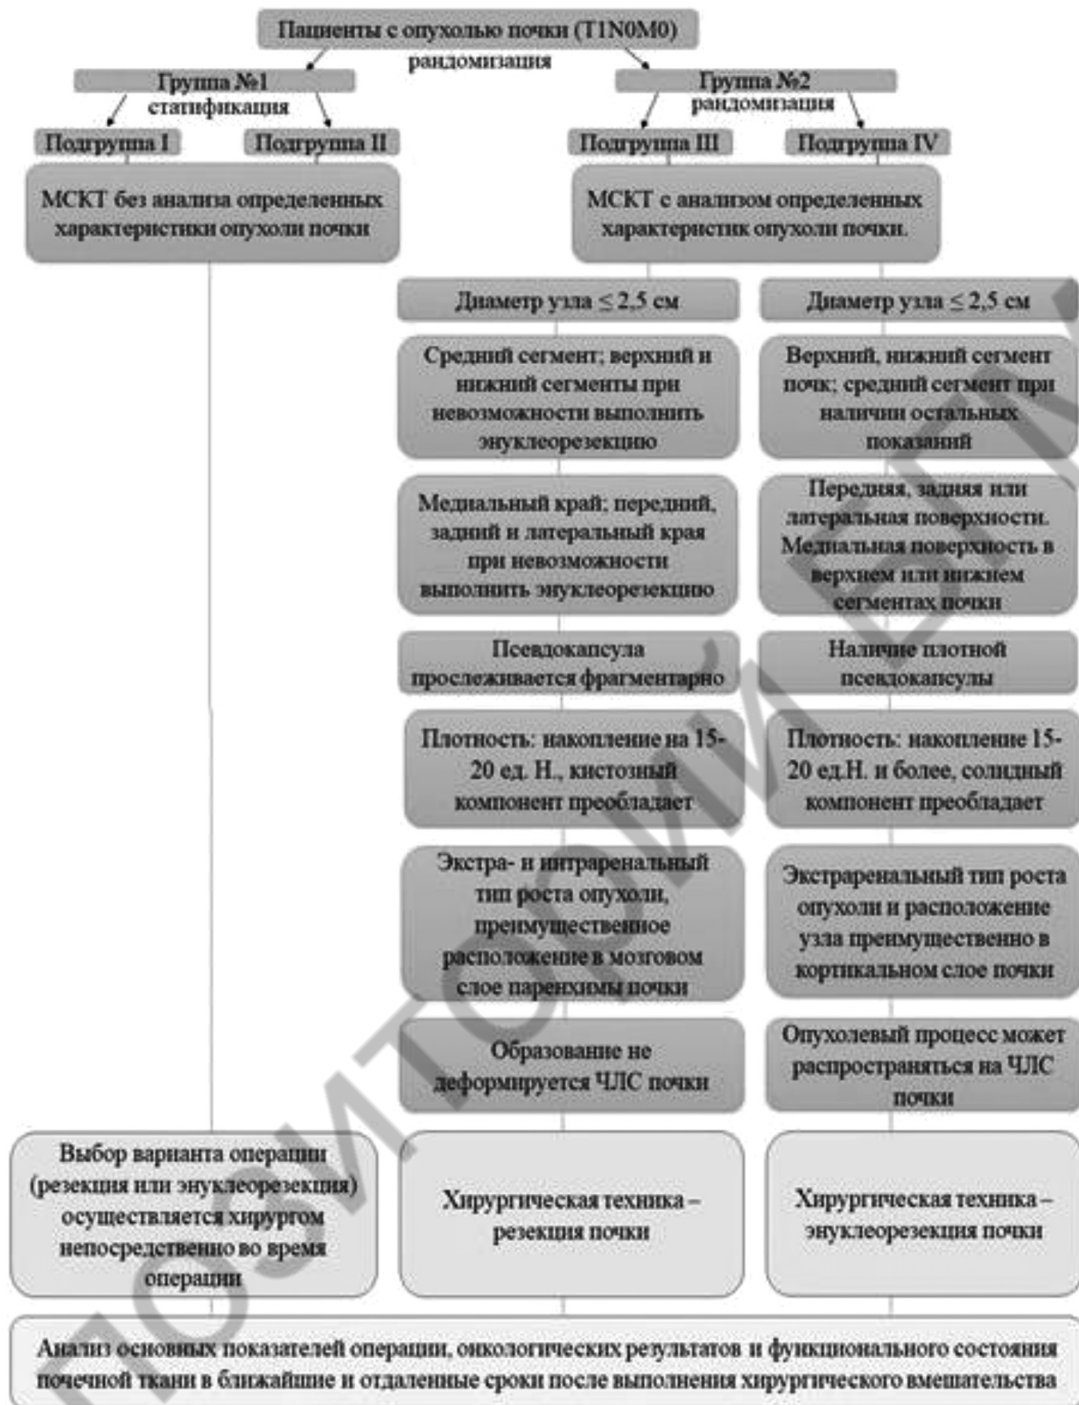 Пациенты с опухолью почки (T1N0M0)
рандомизация
Группа №1
статификация
Группа №2
рандомизация
Подгруппа I
Подгруппа II
Подгруппа III
Подгруппа IV
МСКТ без анализа определенных
характеристики опухоли почки
МСКТ с анализом определенных
характеристик опухоли почки.
Диаметр узла ≤ 2,5 см
Средний сегмент; верхний и
нижний сегменты при
невозможности выполнить
энуклеорезекцию
Медиальный край; передний,
задний и латеральный края
при невозможности
выполнить энуклеорезекцию
Псевдокапсула
прослеживается фрагментарно
Плотность: накопление на 15-
20 ед. Н., кистозный
компонент преобладает
Экстра- и интраренальный
тип роста опухоли,
преимущественное
расположение в мозговом
слое паренхимы почки
Образование не
деформируется ЧЛС почки
Диаметр узла ≤ 2,5 см
Верхний, нижний сегмент
почк; средний сегмент при
наличии остальных
показаний
Передняя, задняя или
латеральная поверхности.
Медиальная поверхность в
верхнем или нижнем
сегментах почки
Наличие плотной
псевдокапсулы
Плотность: накопление 15-
20 ед.Н. и более, солидный
компонент преобладает
Экстраренальный тип роста
опухоли и расположение
узла преимущественно в
кортикальном слое почки
Опухолевый процесс может
распространяться на ЧЛС
почки
Выбор варианта операции
(резекция или энуклеорезекция)
осуществляется хирургом
непосредственно во время
операции
Хирургическая техника –
резекция почки
Хирургическая техника –
энуклеорезекция почки
Анализ основных показателей операции, онкологических результатов и функционального состояния
почечной ткани в ближайшие и отдаленные сроки после выполнения хирургического вмешательства